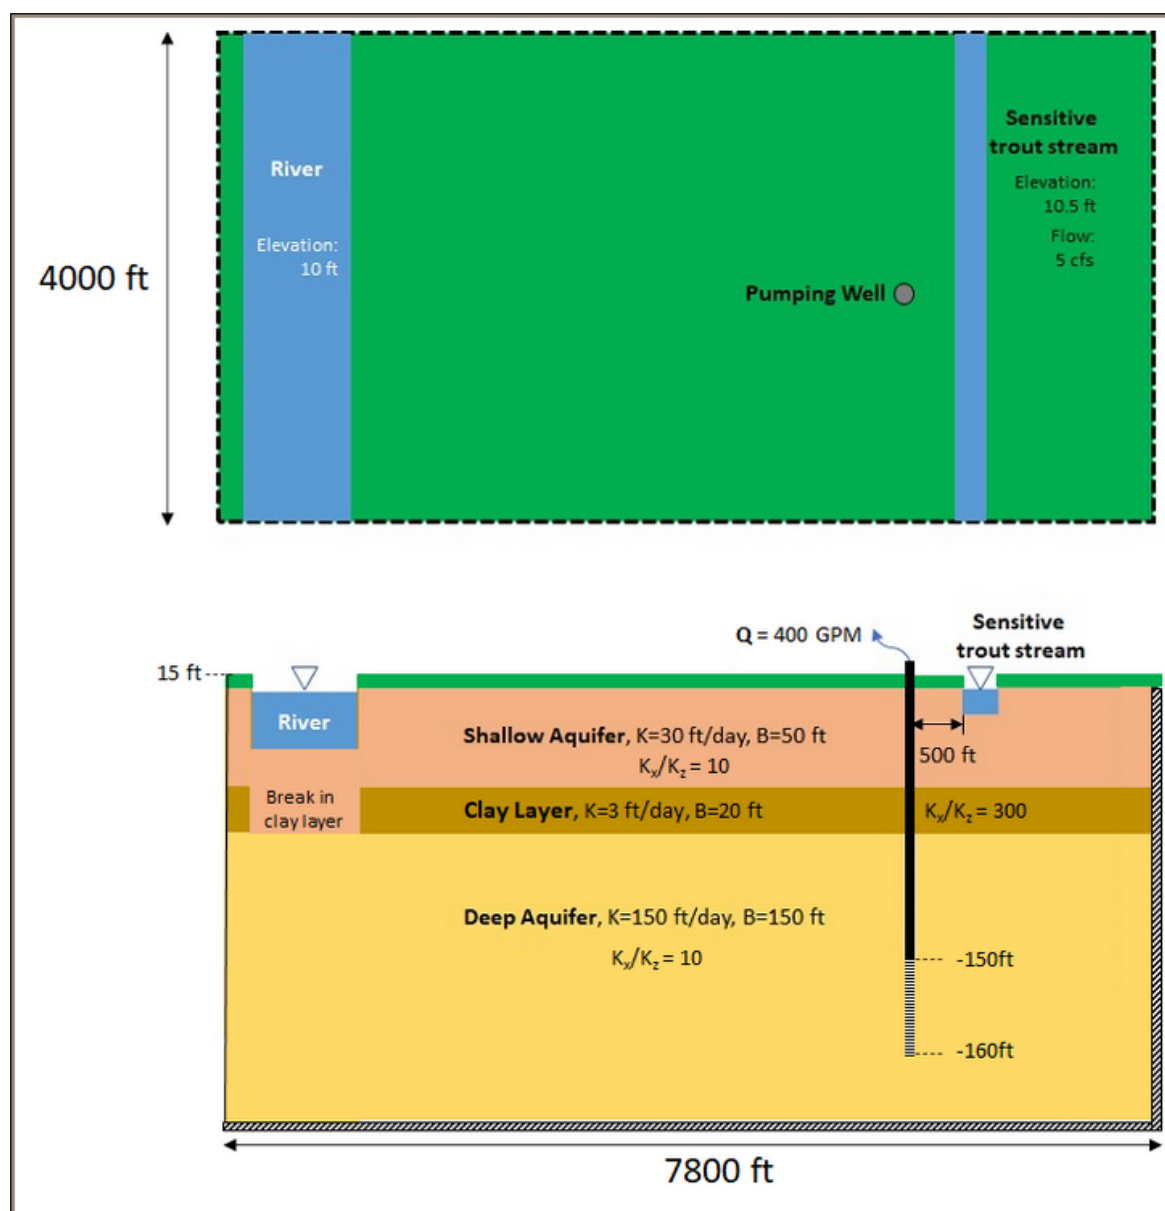 River
Elevation:
10 ft
Sensitive
trout stream
Elevation:
10.5 ft
Flow:
5 cfs
4000 ft
Pumping Well
Q = 400 GPM
Sensitive
trout stream
15 ft
River
Shallow Aquifer, K=30 ft/day, B=50 ft
Kx/Kz = 10
500 ft
Break in
clay layer
Clay Layer, K=3 ft/day, B=20 ft
Kx/Kz = 300
Deep Aquifer, K=150 ft/day, B=150 ft
Kx/Kz = 10
-150ft
-160ft
7800 ft